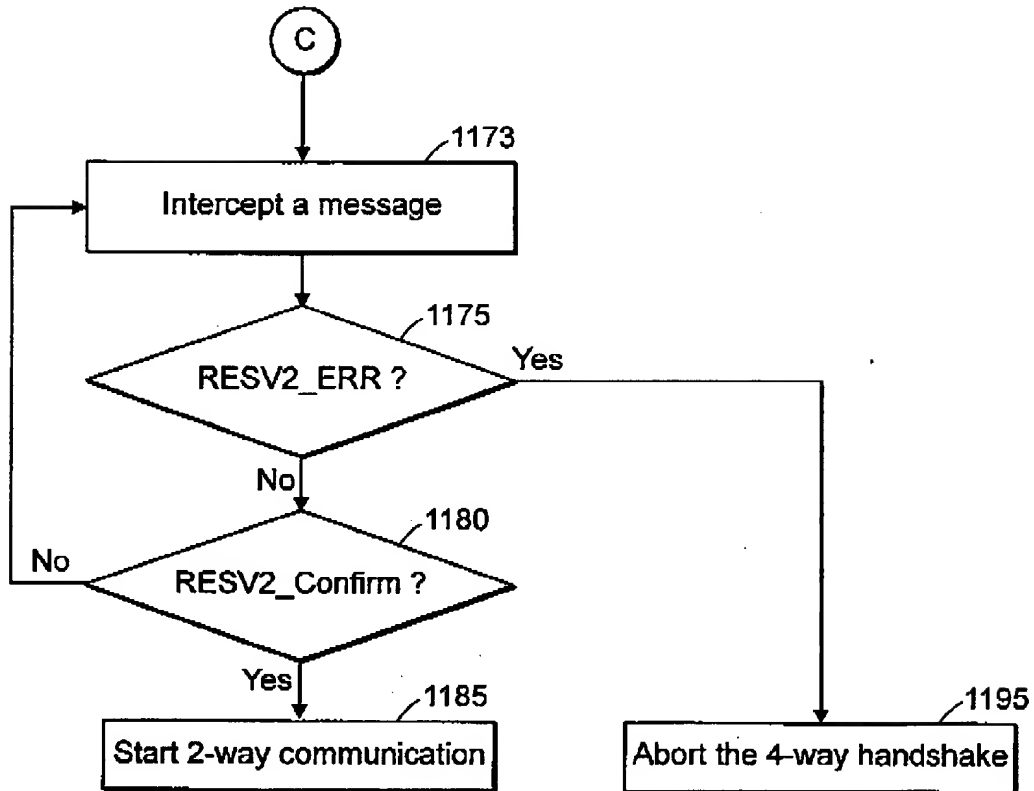 C
1173
Intercept a message
1175
RESV2_ERR ?
Yes
No
1180
No
RESV2_Confirm ?
Yes
1185
Start 2-way communication
1195
Abort the 4-way handshake